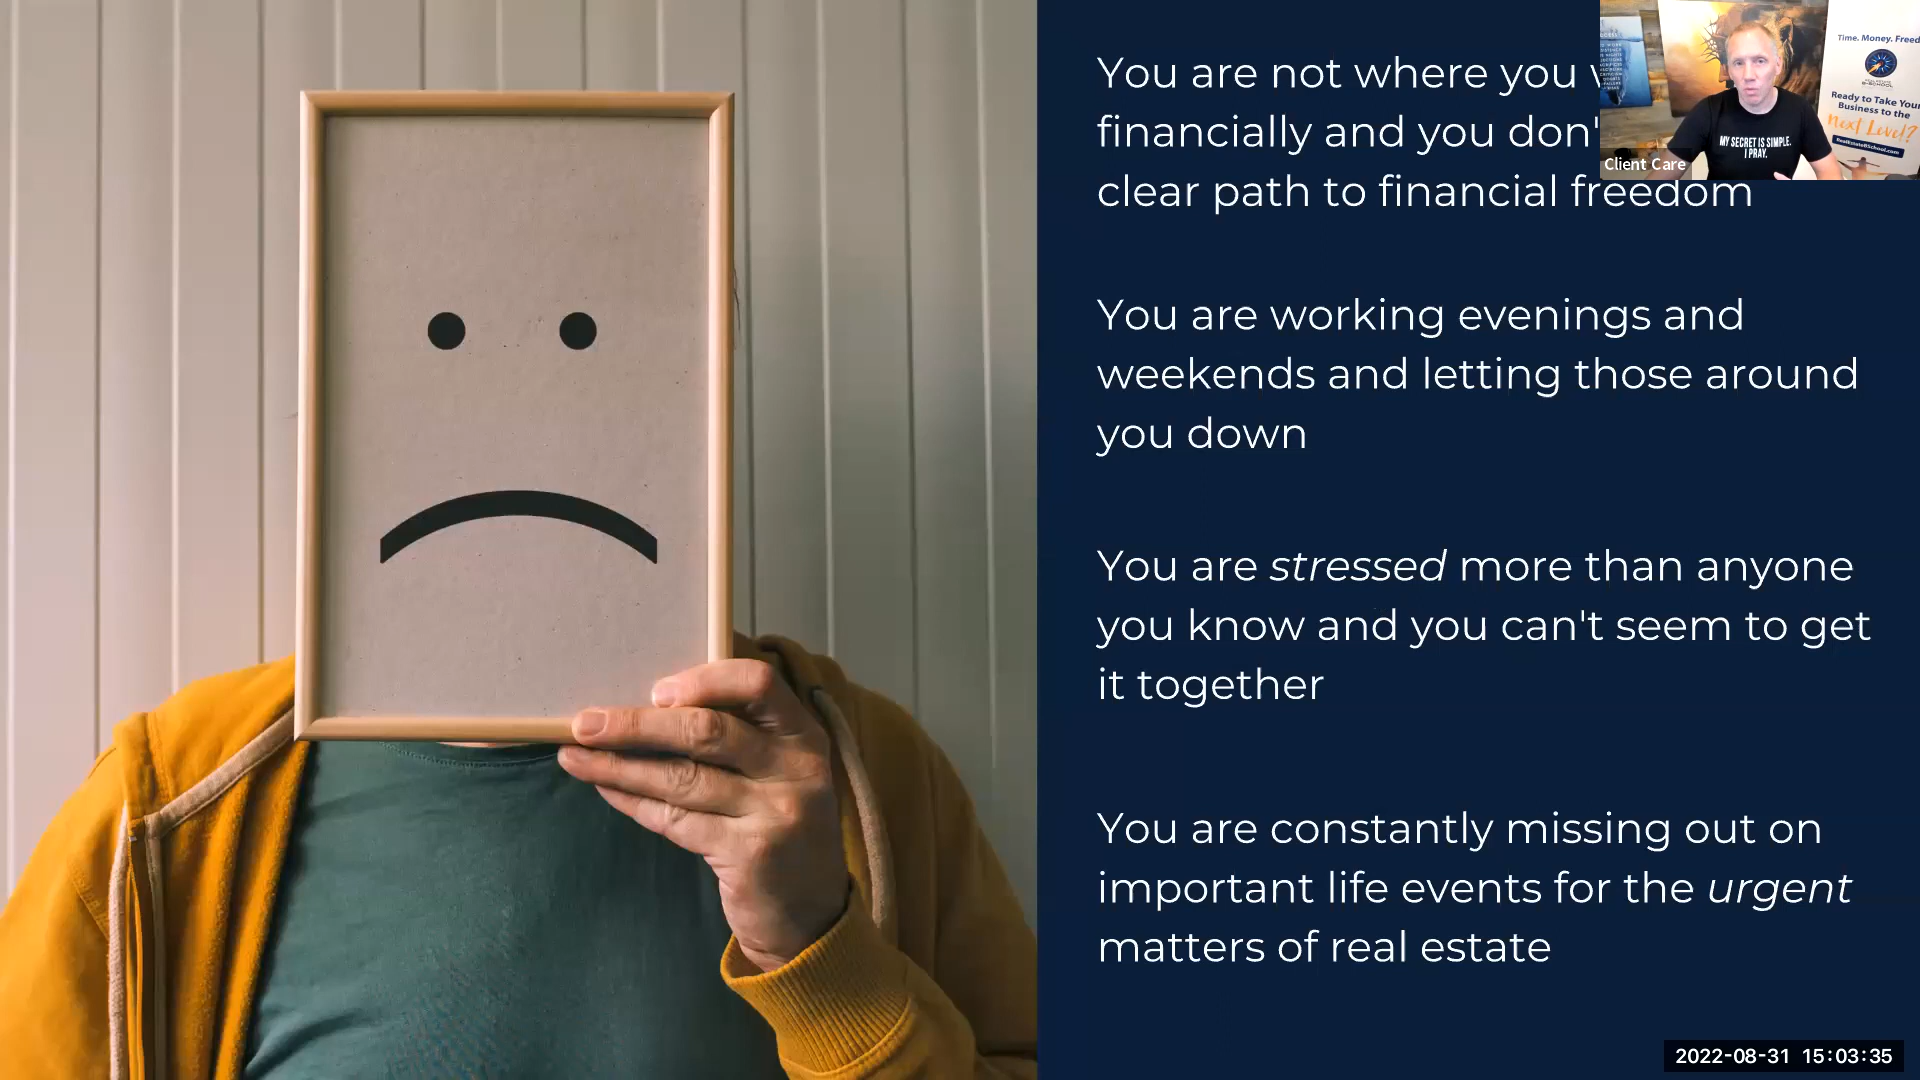 You are not where you
financially and you don'
clear path to financial freedom
You are working evenings and
weekends and letting those around
you down
You are stressed more than anyone
you know and you can't seem to get
it together
You are constantly missing out on
important life events for the urgent
matters of real estate
Client Care
MY SECRET IS SIMPLE.
I PRAY.
Time. Money. Freed
B-SCHOOL
Ready to Take Your
Business to the
Next Level?
RealEstateBSchool.com
2022-08-31 15:03:35